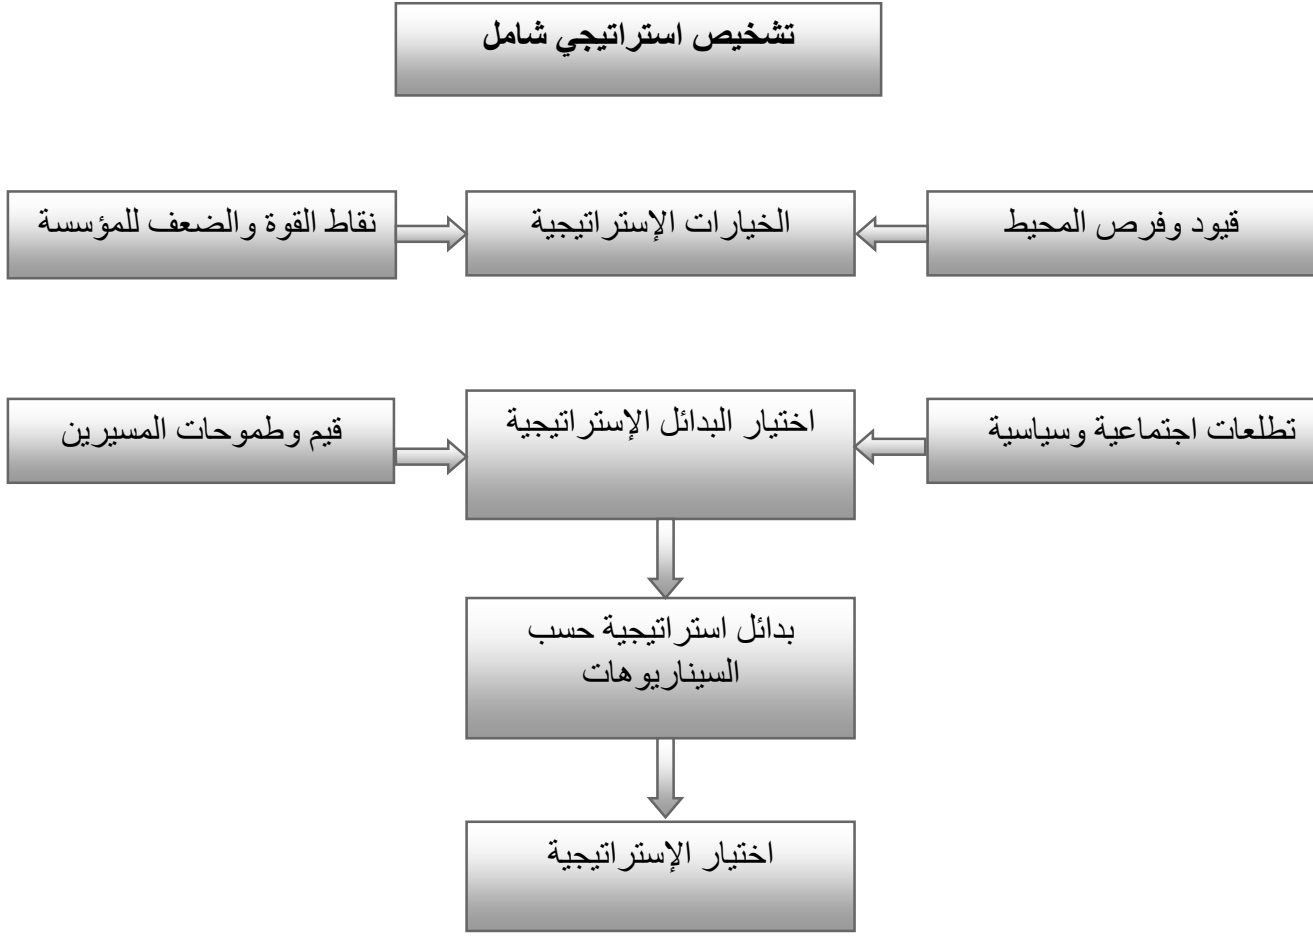 تشخيص استراتيجي شامل
قيود وفرص المحيط
الخيارات الإستراتيجية
نقاط القوة والضعف للمؤسسة
تطلعات اجتماعية وسياسية
اختيار البدائل الإستراتيجية
قيم وطموحات المسيرين
بدائل استراتيجية حسب
السيناريوهات
اختيار الإستراتيجية